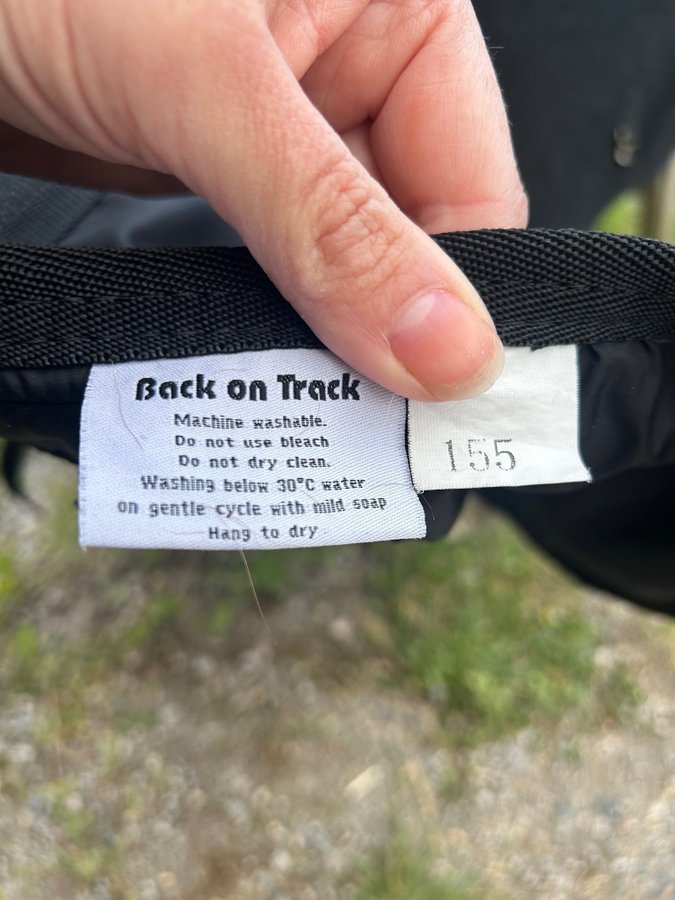 Back on Track
Machine washable.
Do not use bleach
Do not dry clean.
Washing below 30°C water
on gentle cycle with mild soap
Hang to dry
155